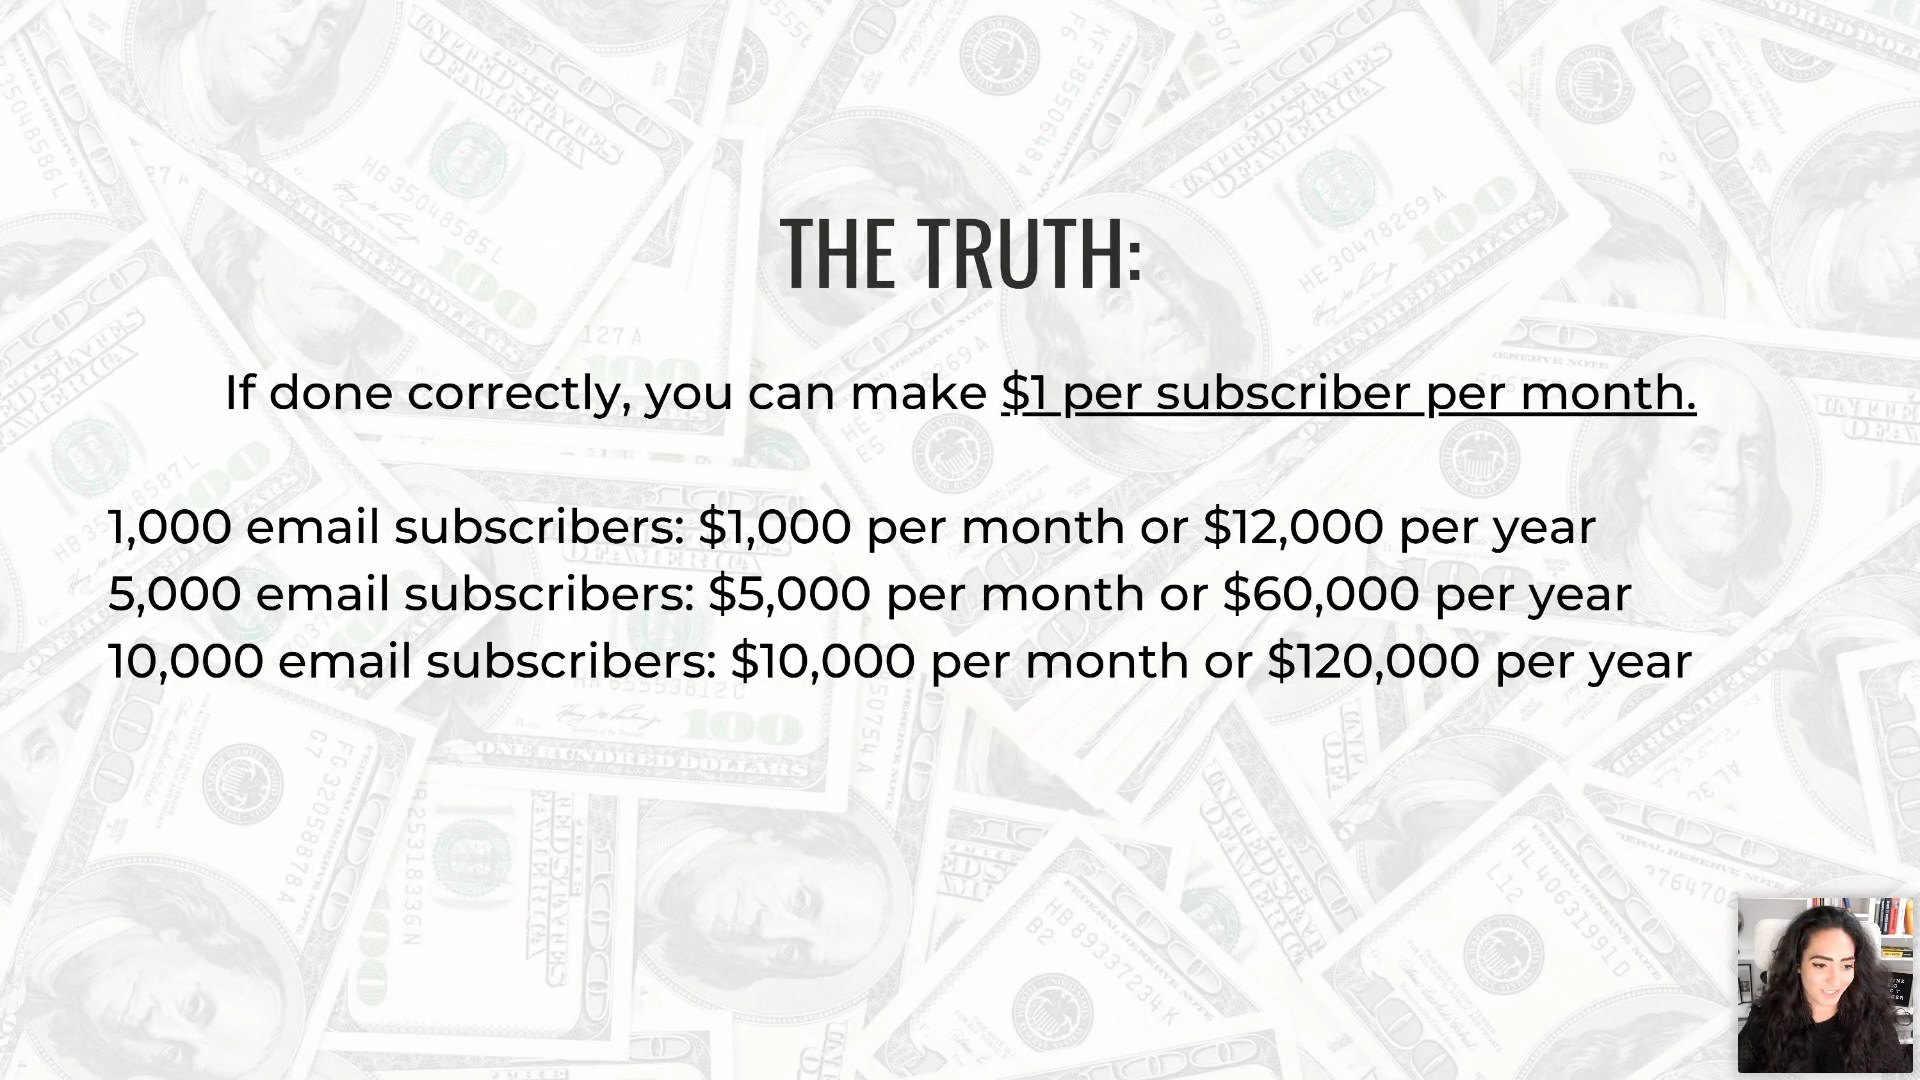 THE TRUTH:
If done correctly, you can make $1 per subscriber per month.
1,000 email subscribers: $1,000 per month or $12,000 per year
5,000 email subscribers: $5,000 per month or $60,000 per year
10,000 email subscribers: $10,000 per month or $120,000 per year